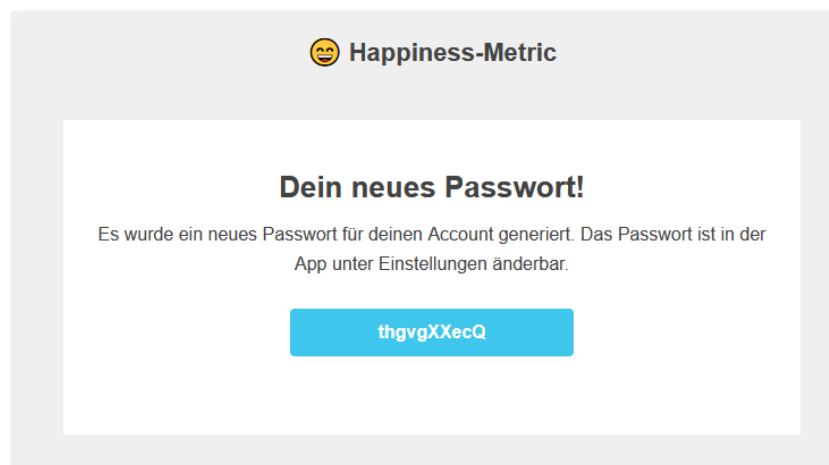 Happiness-Metric
Dein neues Passwort!
Es wurde ein neues Passwort für deinen Account generiert. Das Passwort ist in der
App unter Einstellungen änderbar.
thgvgXXecQ